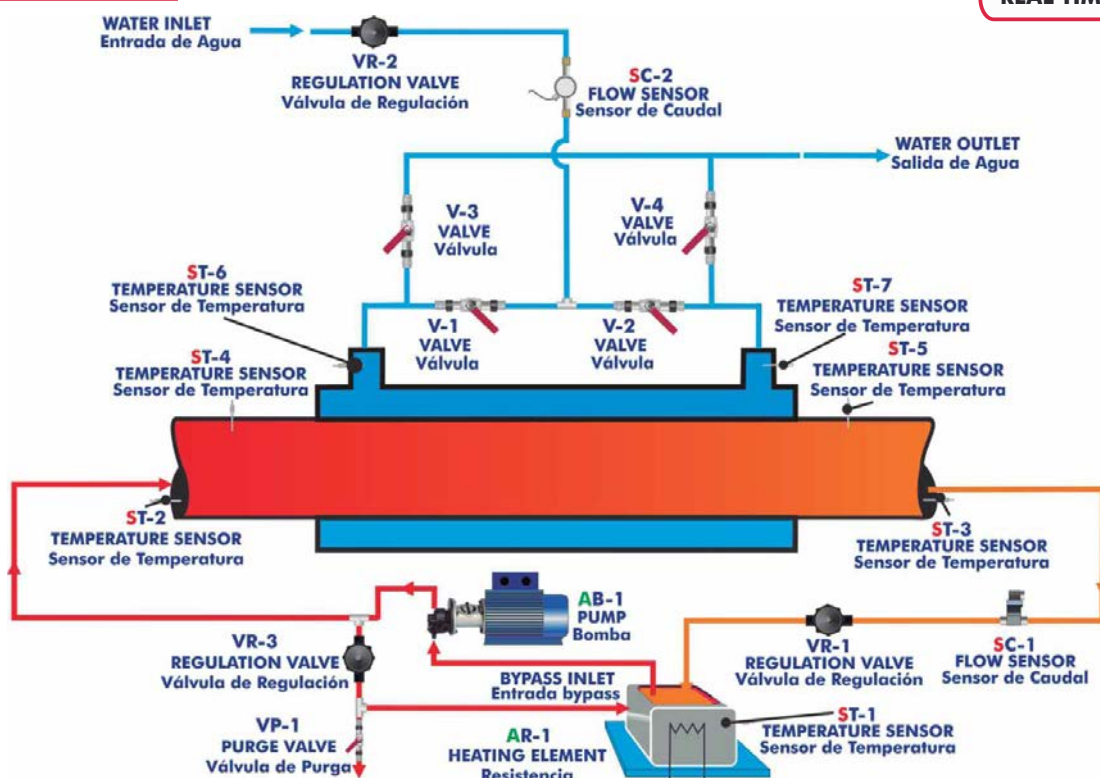 WATER INLET
Entrada de Agua
VR-2
REGULATION VALVE
Válvula de Regulación
SC-2
FLOW SENSOR
Sensor de Caudal
WATER OUTLET
Salida de Agua
V-3
VALVE
Válvula
V-4
VALVE
Válvula
ST-6
TEMPERATURE SENSOR
Sensor de Temperatura
ST-7
TEMPERATURE SENSOR
Sensor de Temperatura
V-1
VALVE
Válvula
V-2
VALVE
Válvula
ST-4
TEMPERATURE SENSOR
Sensor de Temperatura
ST-5
TEMPERATURE SENSOR
Sensor de Temperatura
ST-2
TEMPERATURE SENSOR
Sensor de Temperatura
ST-3
TEMPERATURE SENSOR
Sensor de Temperatura
AB-1
PUMP
Bomba
VR-3
REGULATION VALVE
Válvula de Regulación
VR-1
REGULATION VALVE
Válvula de Regulación
SC-1
FLOW SENSOR
Sensor de Caudal
BYPASS INLET
Entrada bypass
VP-1
PURGE VALVE
Válvula de Purga
AR-1
HEATING ELEMENT
Resistencia
ST-1
TEMPERATURE SENSOR
Sensor de Temperatura